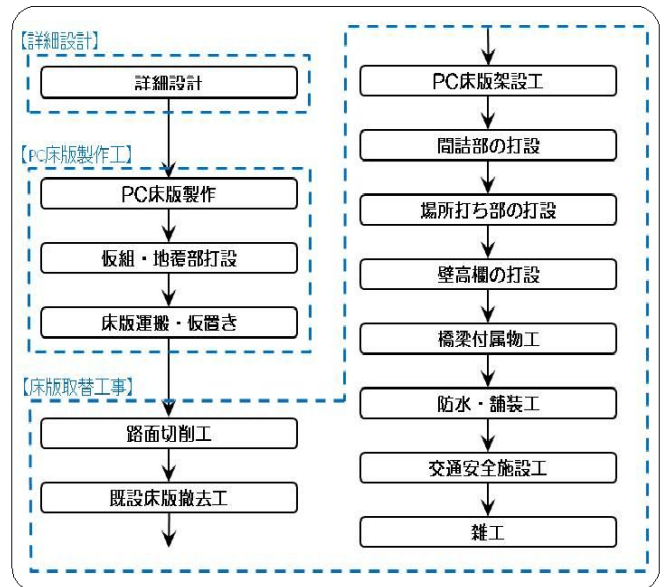 【詳細設計】
詳細設計
【PC床版製作工】
PC床版製作
仮組・地覆部打設
床版運搬・仮置き
【床版取替工事】
路面切削工
既設床版撤去工
PC床版架設工
間詰部の打設
場所打ち部の打設
壁高欄の打設
橋梁付属物工
防水・舗装工
交通安全施設工
雑工